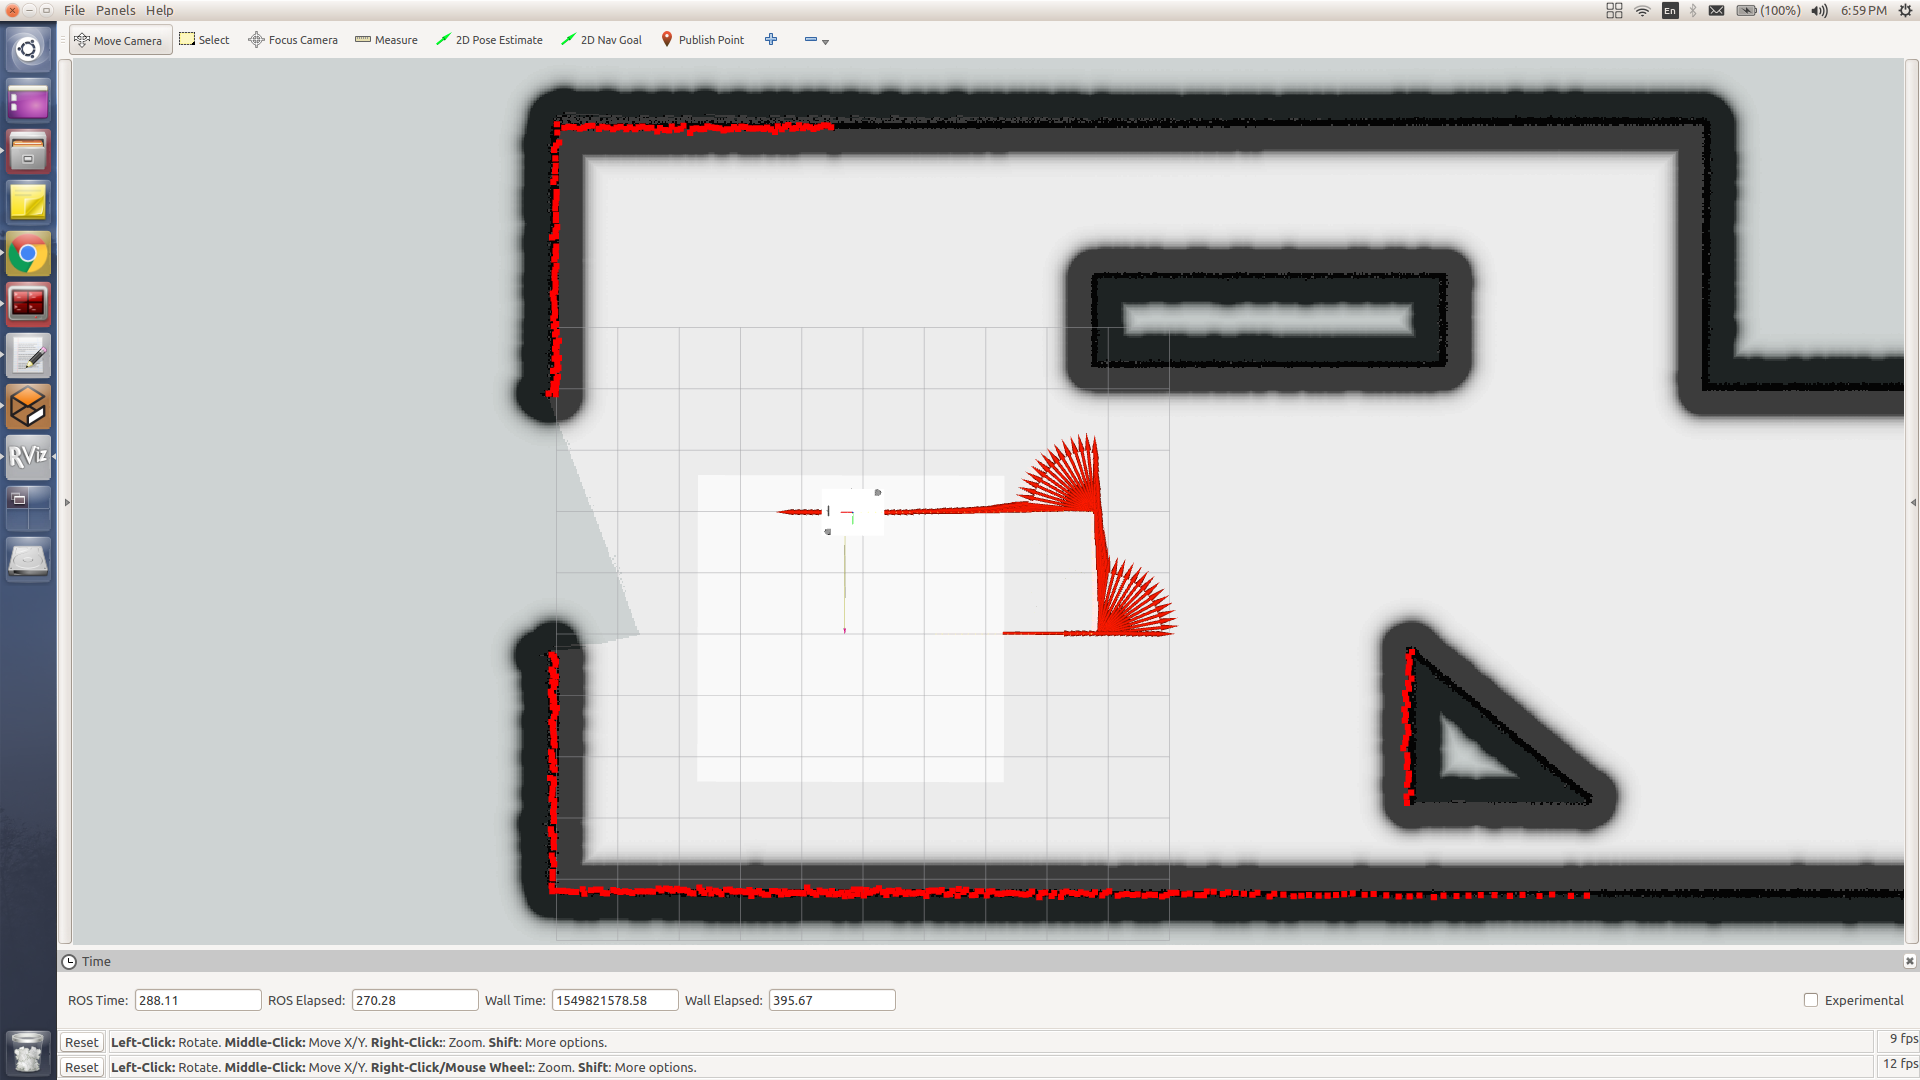 File Panels Help
En (100%) 6:59 PM
Move Camera Select Focus Camera Measure 2D Pose Estimate 2D Nav Goal Publish Point
RViz
Time
ROS Time: 288.11 ROS Elapsed: 270.28 Wall Time: 1549821578.58 Wall Elapsed: 395.67 Experimental
Reset Left-Click: Rotate. Middle-Click: Move X/Y. Right-Click:: Zoom. Shift: More options. 9 fps
Reset Left-Click: Rotate. Middle-Click: Move X/Y. Right-Click/Mouse Wheel:: Zoom. Shift: More options. 12 fps